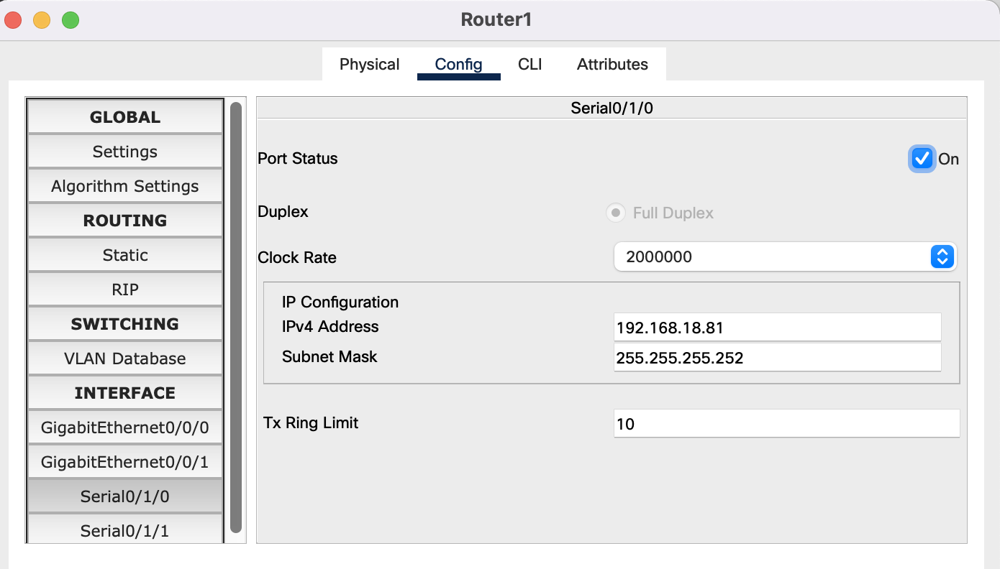 Router1
Physical Config CLI Attributes
GLOBAL
Settings
Algorithm Settings
ROUTING
Static
RIP
SWITCHING
VLAN Database
INTERFACE
GigabitEthernet0/0/0
GigabitEthernet0/0/1
Serial0/1/0
Serial0/1/1
Serial0/1/0
Port Status On
Duplex Full Duplex
Clock Rate 2000000
IP Configuration
IPv4 Address 192.168.18.81
Subnet Mask 255.255.255.252
Tx Ring Limit 10